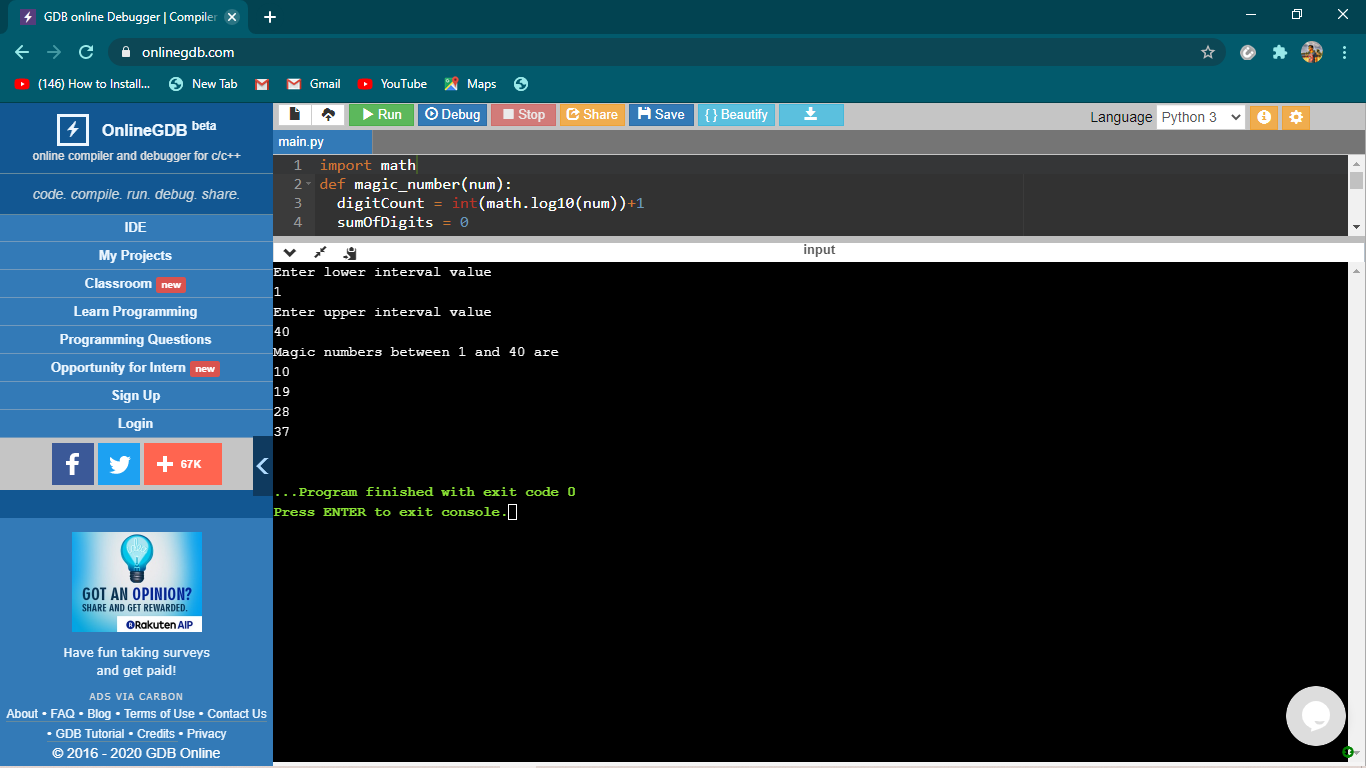 GDB online Debugger | Compiler
onlinegdb.com
(146) How to Install... New Tab Gmail YouTube Maps
OnlineGDB beta
online compiler and debugger for c/c++
code. compile. run. debug. share.
IDE
My Projects
Classroom new
Learn Programming
Programming Questions
Opportunity for Intern new
Sign Up
Login
67K
GOT AN OPINION?
SHARE AND GET REWARDED.
Rakuten AIP
Have fun taking surveys
and get paid!
ADS VIA CARBON
About • FAQ • Blog • Terms of Use • Contact Us
• GDB Tutorial • Credits • Privacy
© 2016 - 2020 GDB Online
Run Debug Stop Share Save { } Beautify Language Python 3
main.py
1 import math
2 def magic_number(num):
3 digitCount = int(math.log10(num))+1
4 sumOfDigits = 0
input
Enter lower interval value
1
Enter upper interval value
40
Magic numbers between 1 and 40 are
10
19
28
37
...Program finished with exit code 0
Press ENTER to exit console.